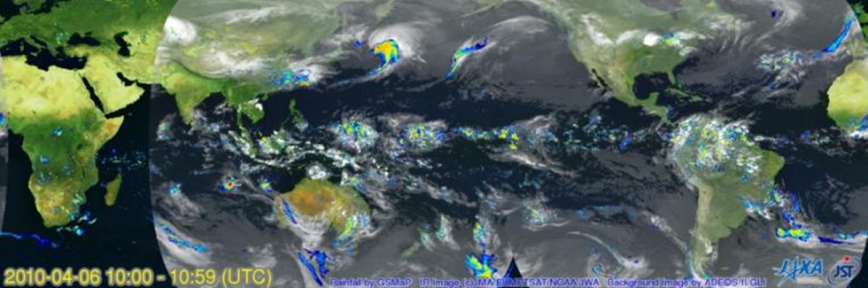 2010-04-06 10:00 - 10:59 (UTC)
Rainfall by GSMaP IR Image (c)JMA/EUMETSAT/NOAA/JWA Background Image by ADEOS-II/GLI
JAXA JST